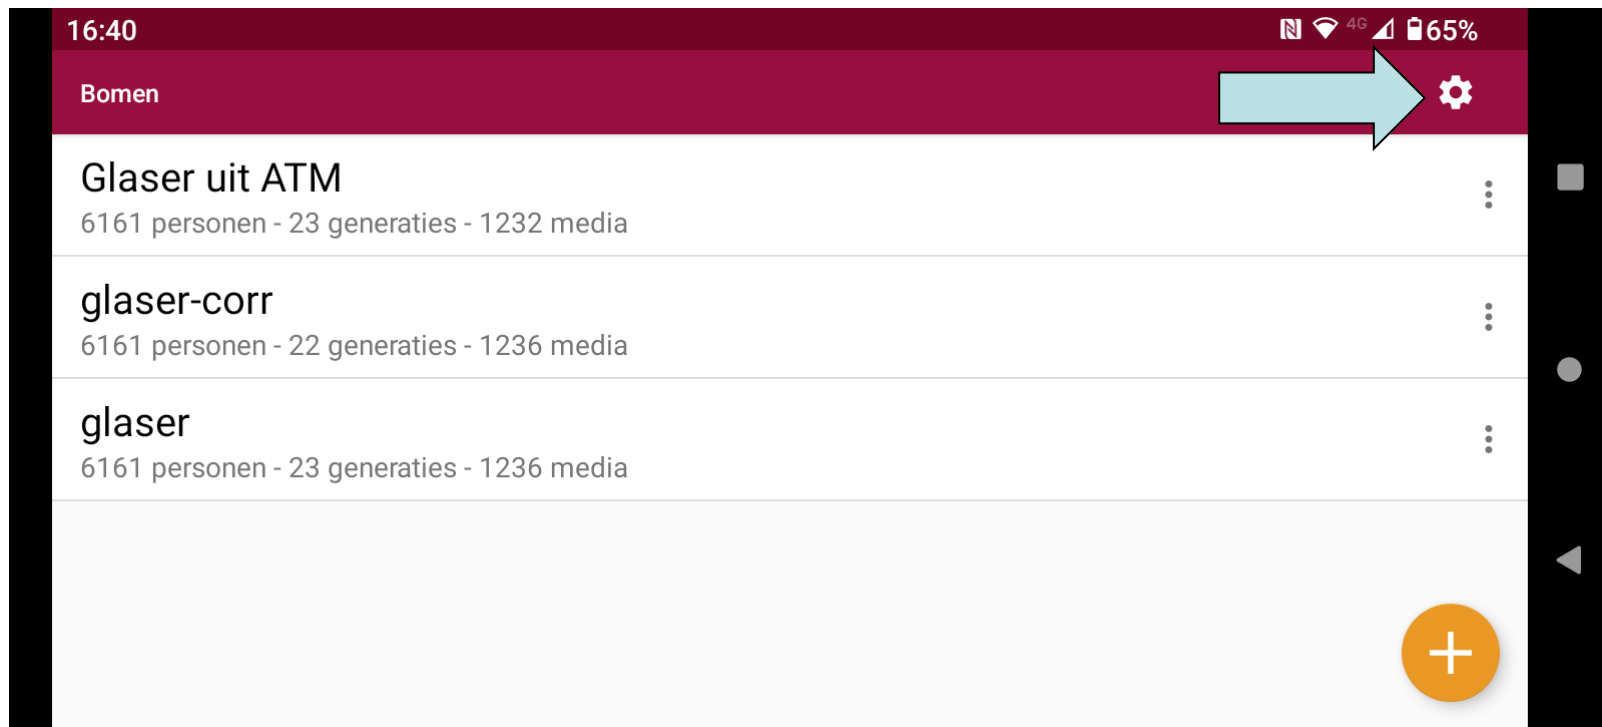 16:40
4G 65%
Bomen
Glaser uit ATM
6161 personen - 23 generaties - 1232 media
glaser-corr
6161 personen - 22 generaties - 1236 media
glaser
6161 personen - 23 generaties - 1236 media